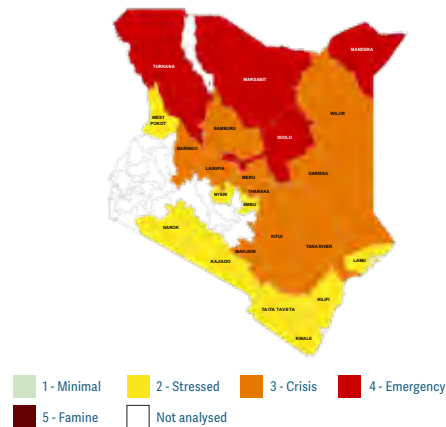 MANDERA
TURKANA
MARSABIT
WAJIR
WEST
POKOT
SAMBURU
ISIOLO
BARINGO
LAIKIPIA
MERU
GARISSA
THARAKA
NYERI
EMBU
NAROK
KITUI
TANA RIVER
MAKUENI
LAMU
KAJIADO
KILIFI
TAITA TAVETA
KWALE
1 - Minimal
2 - Stressed
3 - Crisis
4 - Emergency
5 - Famine
Not analysed